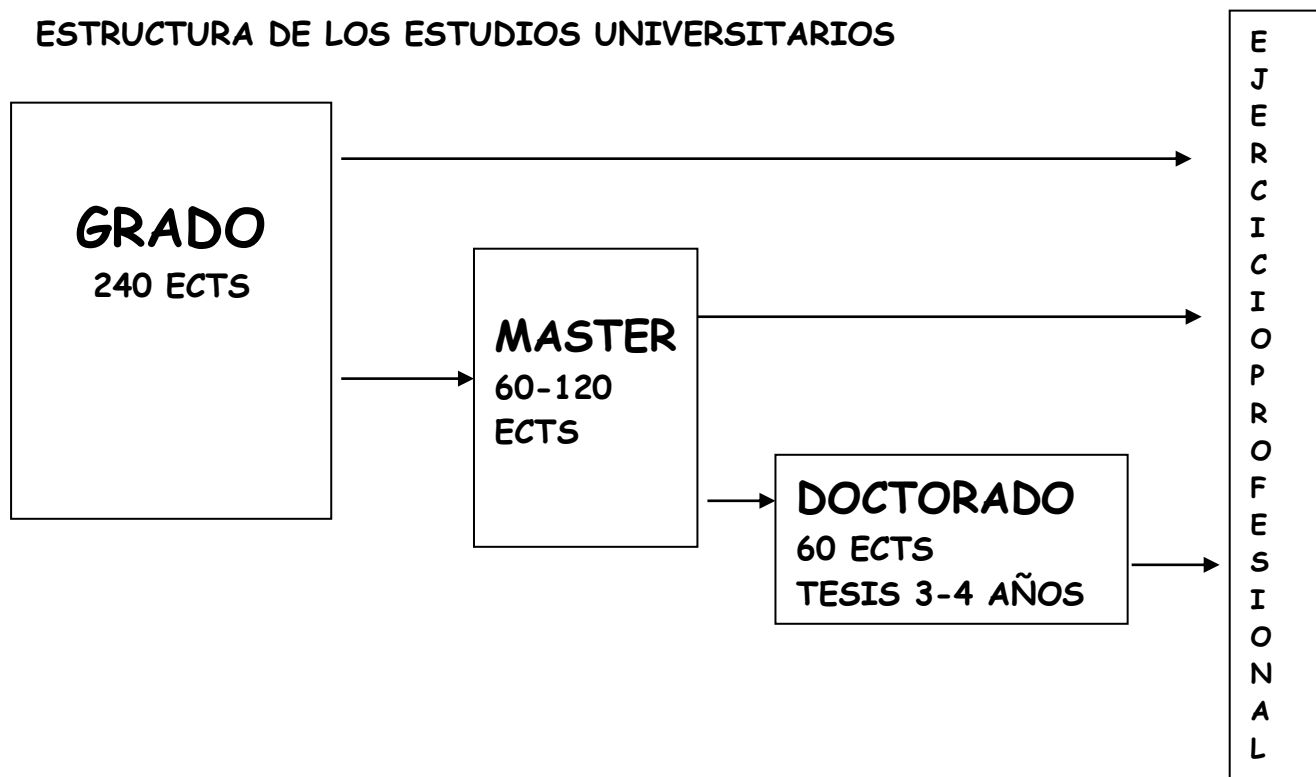 ESTRUCTURA DE LOS ESTUDIOS UNIVERSITARIOS
GRADO
240 ECTS
MASTER
60-120
ECTS
DOCTORADO
60 ECTS
TESIS 3-4 AÑOS
E
J
E
R
C
I
C
I
O
P
R
O
F
E
S
I
O
N
A
L